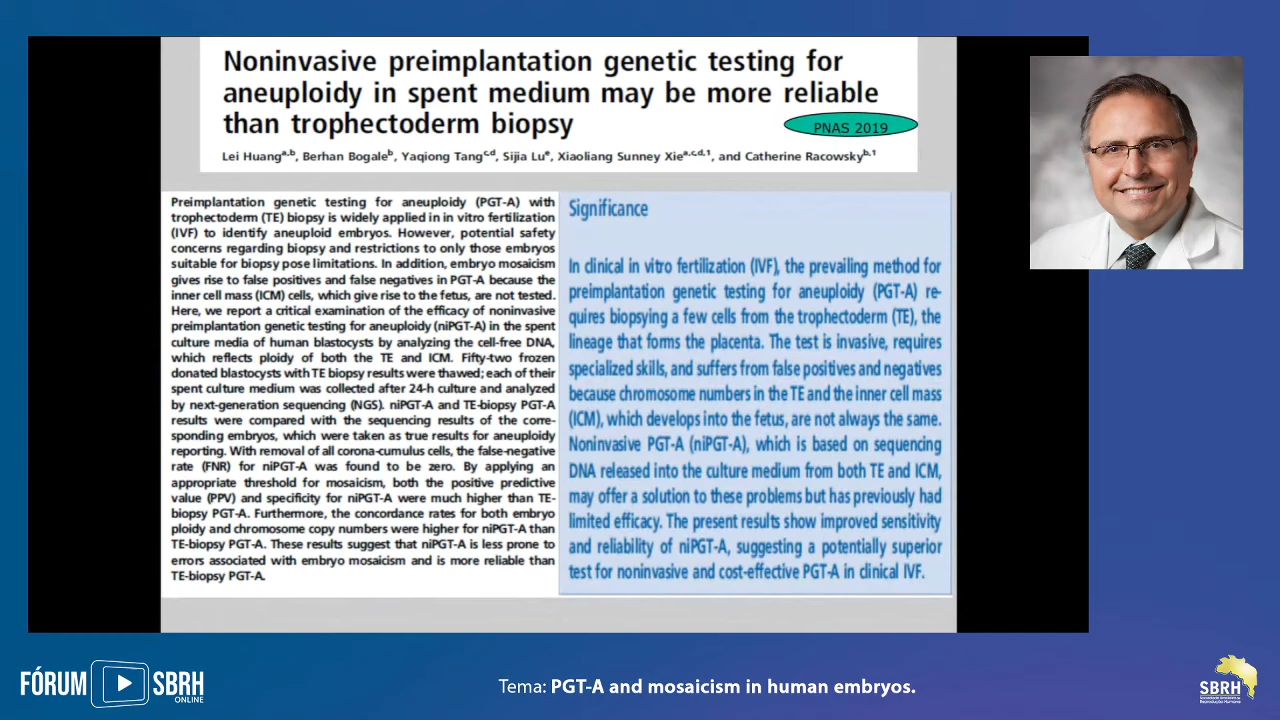 Noninvasive preimplantation genetic testing for
aneuploidy in spent medium may be more reliable
than trophectoderm biopsy
PNAS 2019
Lei Huangᵃ,ᵇ, Berhan Bogaleᵇ, Yaqiong Tangᶜ,ᵈ, Sijia Luᵉ, Xiaoliang Sunney Xieᵃ,ᶜ,ᵈ,¹, and Catherine Racowskyᵇ,¹
Preimplantation genetic testing for aneuploidy (PGT-A) with
trophectoderm (TE) biopsy is widely applied in in vitro fertilization
(IVF) to identify aneuploid embryos. However, potential safety
concerns regarding biopsy and restrictions to only those embryos
suitable for biopsy pose limitations. In addition, embryo mosaicism
gives rise to false positives and false negatives in PGT-A because the
inner cell mass (ICM) cells, which give rise to the fetus, are not tested.
Here, we report a critical examination of the efficacy of noninvasive
preimplantation genetic testing for aneuploidy (niPGT-A) in the spent
culture media of human blastocysts by analyzing the cell-free DNA,
which reflects ploidy of both the TE and ICM. Fifty-two frozen
donated blastocysts with TE biopsy results were thawed; each of their
spent culture medium was collected after 24-h culture and analyzed
by next-generation sequencing (NGS). niPGT-A and TE-biopsy PGT-A
results were compared with the sequencing results of the corre-
sponding embryos, which were taken as true results for aneuploidy
reporting. With removal of all corona-cumulus cells, the false-negative
rate (FNR) for niPGT-A was found to be zero. By applying an
appropriate threshold for mosaicism, both the positive predictive
value (PPV) and specificity for niPGT-A were much higher than TE-
biopsy PGT-A. Furthermore, the concordance rates for both embryo
ploidy and chromosome copy numbers were higher for niPGT-A than
TE-biopsy PGT-A. These results suggest that niPGT-A is less prone to
errors associated with embryo mosaicism and is more reliable than
TE-biopsy PGT-A.
Significance
In clinical in vitro fertilization (IVF), the prevailing method for
preimplantation genetic testing for aneuploidy (PGT-A) re-
quires biopsying a few cells from the trophectoderm (TE), the
lineage that forms the placenta. The test is invasive, requires
specialized skills, and suffers from false positives and negatives
because chromosome numbers in the TE and the inner cell mass
(ICM), which develops into the fetus, are not always the same.
Noninvasive PGT-A (niPGT-A), which is based on sequencing
DNA released into the culture medium from both TE and ICM,
may offer a solution to these problems but has previously had
limited efficacy. The present results show improved sensitivity
and reliability of niPGT-A, suggesting a potentially superior
test for noninvasive and cost-effective PGT-A in clinical IVF.
FÓRUM SBRH
ONLINE
Tema: PGT-A and mosaicism in human embryos.
SBRH